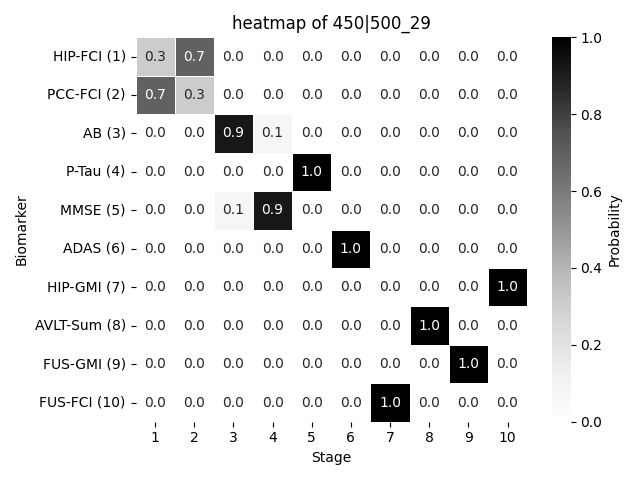 heatmap of 450|500_29
HIP-FCI (1) 0.3 0.7 0.0 0.0 0.0 0.0 0.0 0.0 0.0 0.0
PCC-FCI (2) 0.7 0.3 0.0 0.0 0.0 0.0 0.0 0.0 0.0 0.0
AB (3) 0.0 0.0 0.9 0.1 0.0 0.0 0.0 0.0 0.0 0.0
P-Tau (4) 0.0 0.0 0.0 0.0 1.0 0.0 0.0 0.0 0.0 0.0
MMSE (5) 0.0 0.0 0.1 0.9 0.0 0.0 0.0 0.0 0.0 0.0
ADAS (6) 0.0 0.0 0.0 0.0 0.0 1.0 0.0 0.0 0.0 0.0
HIP-GMI (7) 0.0 0.0 0.0 0.0 0.0 0.0 0.0 0.0 0.0 1.0
AVLT-Sum (8) 0.0 0.0 0.0 0.0 0.0 0.0 0.0 1.0 0.0 0.0
FUS-GMI (9) 0.0 0.0 0.0 0.0 0.0 0.0 0.0 0.0 1.0 0.0
FUS-FCI (10) 0.0 0.0 0.0 0.0 0.0 0.0 1.0 0.0 0.0 0.0
1 2 3 4 5 6 7 8 9 10
Stage
Biomarker
1.0
0.8
0.6
0.4
0.2
0.0
Probability